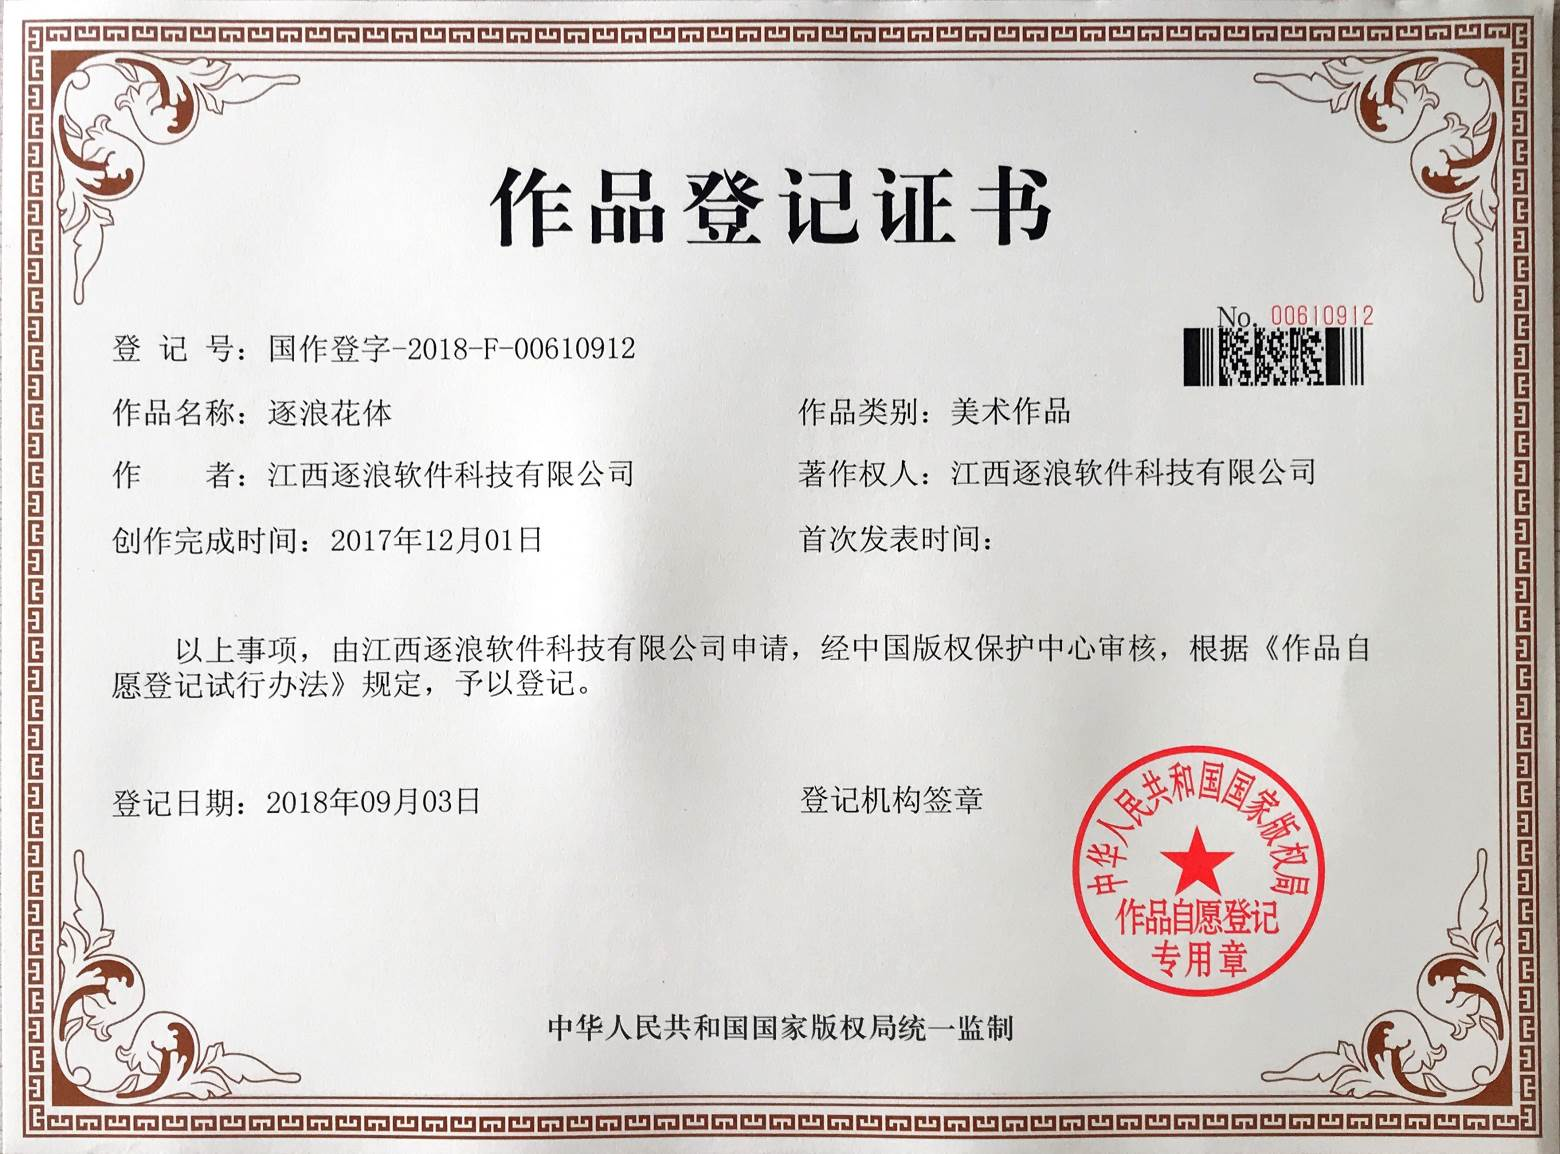 作品登记证书
No. 00610912
登 记 号：国作登字-2018-F-00610912
作品名称：逐浪花体
作品类别：美术作品
作 者：江西逐浪软件科技有限公司
著作权人：江西逐浪软件科技有限公司
创作完成时间：2017年12月01日
首次发表时间：
以上事项，由江西逐浪软件科技有限公司申请，经中国版权保护中心审核，根据《作品自
愿登记试行办法》规定，予以登记。
登记日期：2018年09月03日
登记机构签章
中华人民共和国国家版权局
作品自愿登记
专用章
中华人民共和国国家版权局统一监制